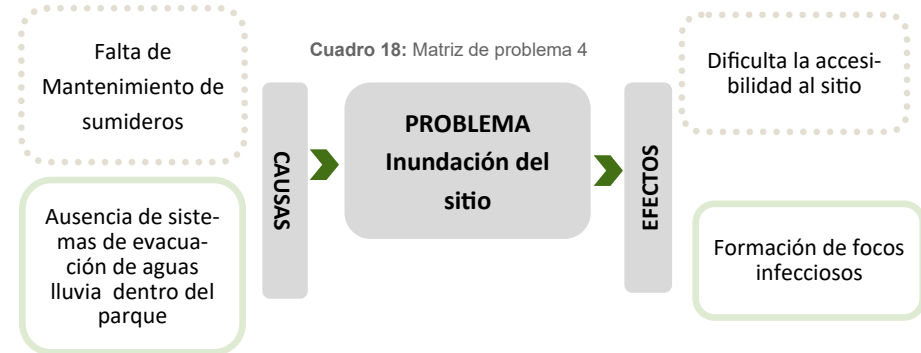 Cuadro 18: Matriz de problema 4
Falta de
Mantenimiento de
sumideros
Ausencia de siste-
mas de evacua-
ción de aguas
lluvia  dentro del
parque
CAUSAS
PROBLEMA
Inundación del
sitio
EFECTOS
Dificulta la accesi-
bilidad al sitio
Formación de focos
infecciosos